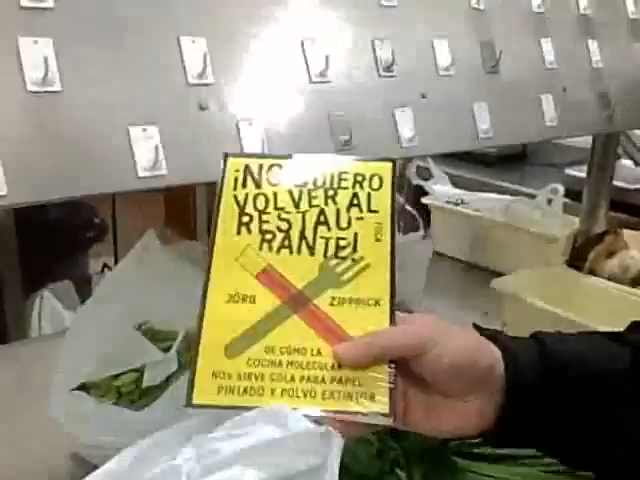 ¡NO QUIERO
VOLVER AL
RESTAU-
RANTE!
JÖRG ZIPPRICK
DE CÓMO LA
COCINA MOLECULAR
NOS SIRVE COLA PARA PAPEL
PINTADO Y POLVO EXTINTOR